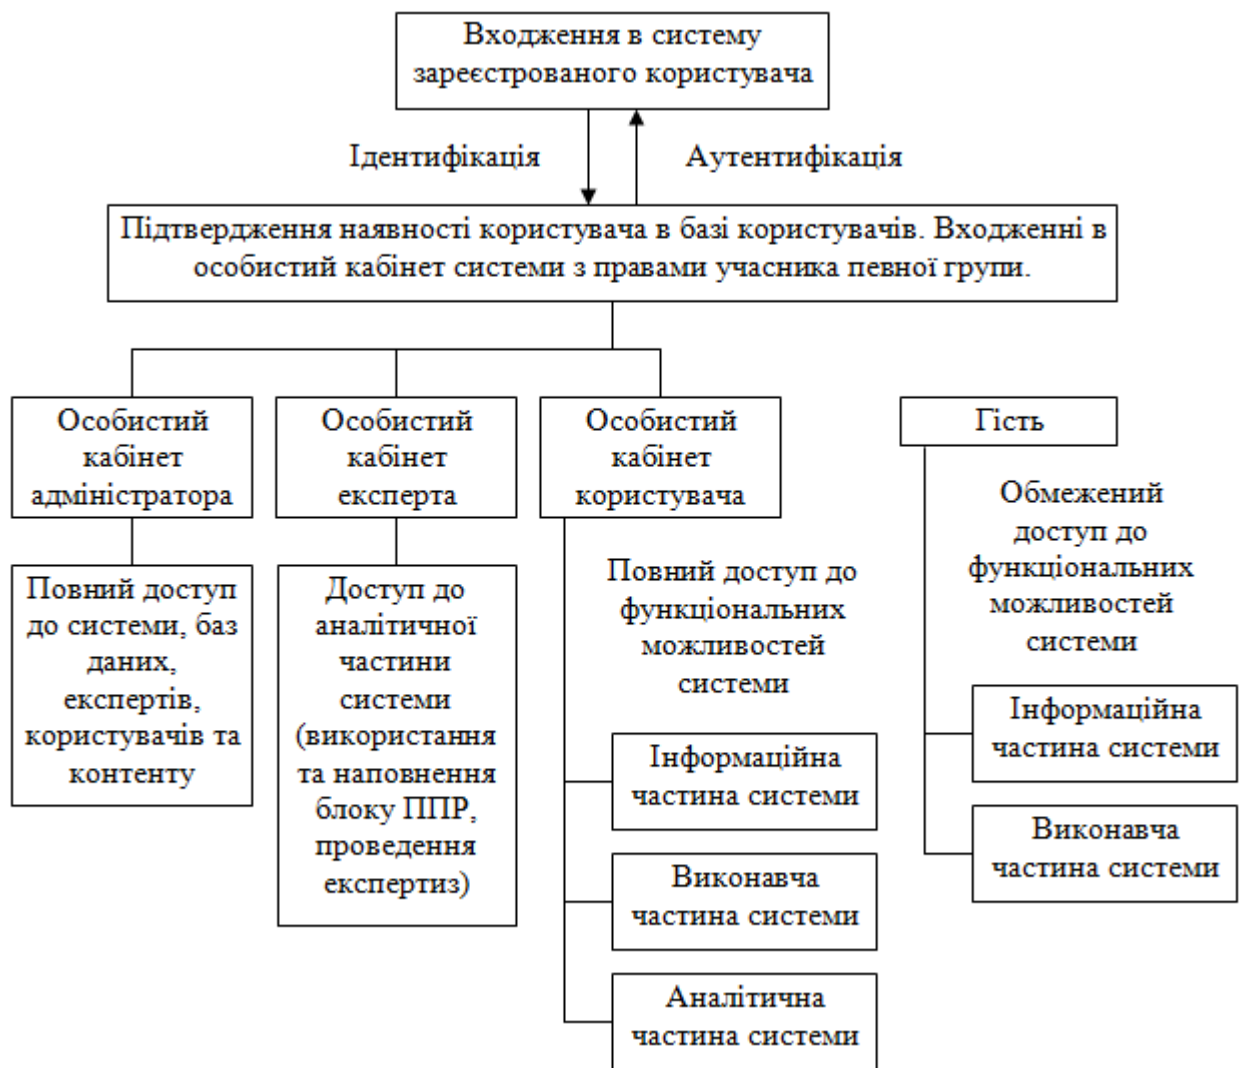 Входження в систему
зареєстрованого користувача
Ідентифікація
Аутентифікація
Підтвердження наявності користувача в базі користувачів. Входженні в
особистий кабінет системи з правами учасника певної групи.
Особистий
кабінет
адміністратора
Особистий
кабінет
експерта
Особистий
кабінет
користувача
Гість
Повний доступ
до системи, баз
даних,
експертів,
користувачів та
контенту
Доступ до
аналітичної
частини
системи
(використання
та наповнення
блоку ППР,
проведення
експертиз)
Повний доступ до
функціональних
можливостей
системи
Інформаційна
частина системи
Виконавча
частина системи
Аналітична
частина системи
Обмежений
доступ до
функціональних
можливостей
системи
Інформаційна
частина системи
Виконавча
частина системи